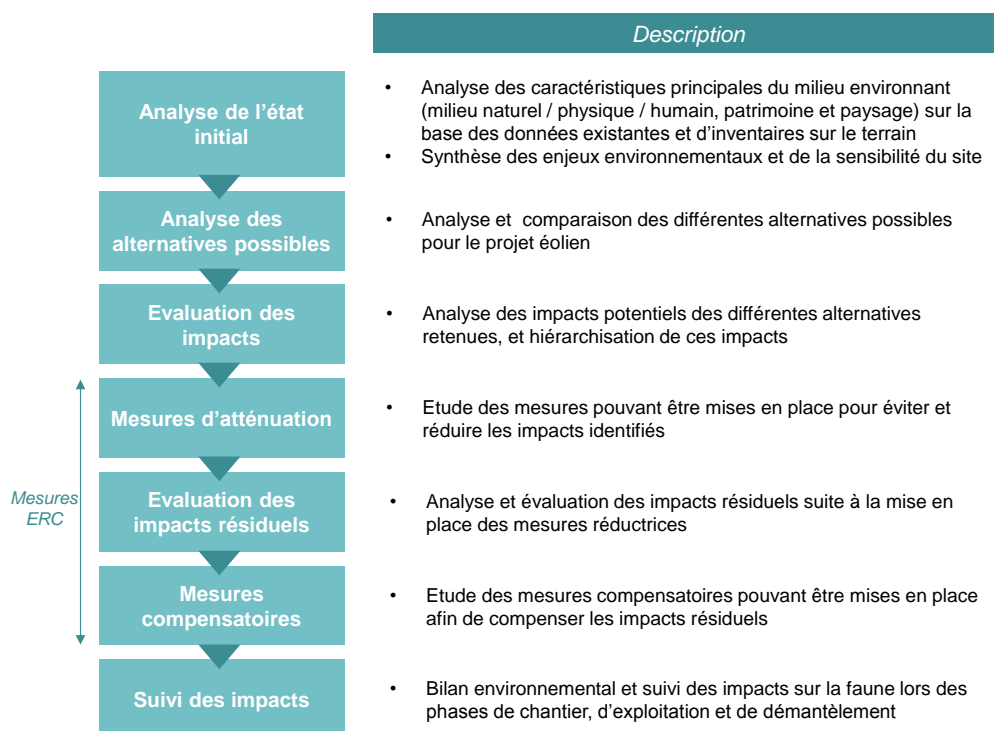 Description
Analyse de l'état
initial
• Analyse des caractéristiques principales du milieu environnant
(milieu naturel / physique / humain, patrimoine et paysage) sur la
base des données existantes et d'inventaires sur le terrain
• Synthèse des enjeux environnementaux et de la sensibilité du site
Analyse des
alternatives possibles
• Analyse et comparaison des différentes alternatives possibles
pour le projet éolien
Evaluation des
impacts
• Analyse des impacts potentiels des différentes alternatives
retenues, et hiérarchisation de ces impacts
Mesures
ERC
Mesures d'atténuation
• Etude des mesures pouvant être mises en place pour éviter et
réduire les impacts identifiés
Evaluation des
impacts résiduels
• Analyse et évaluation des impacts résiduels suite à la mise en
place des mesures réductrices
Mesures
compensatoires
• Etude des mesures compensatoires pouvant être mises en place
afin de compenser les impacts résiduels
Suivi des impacts
• Bilan environnemental et suivi des impacts sur la faune lors des
phases de chantier, d'exploitation et de démantèlement